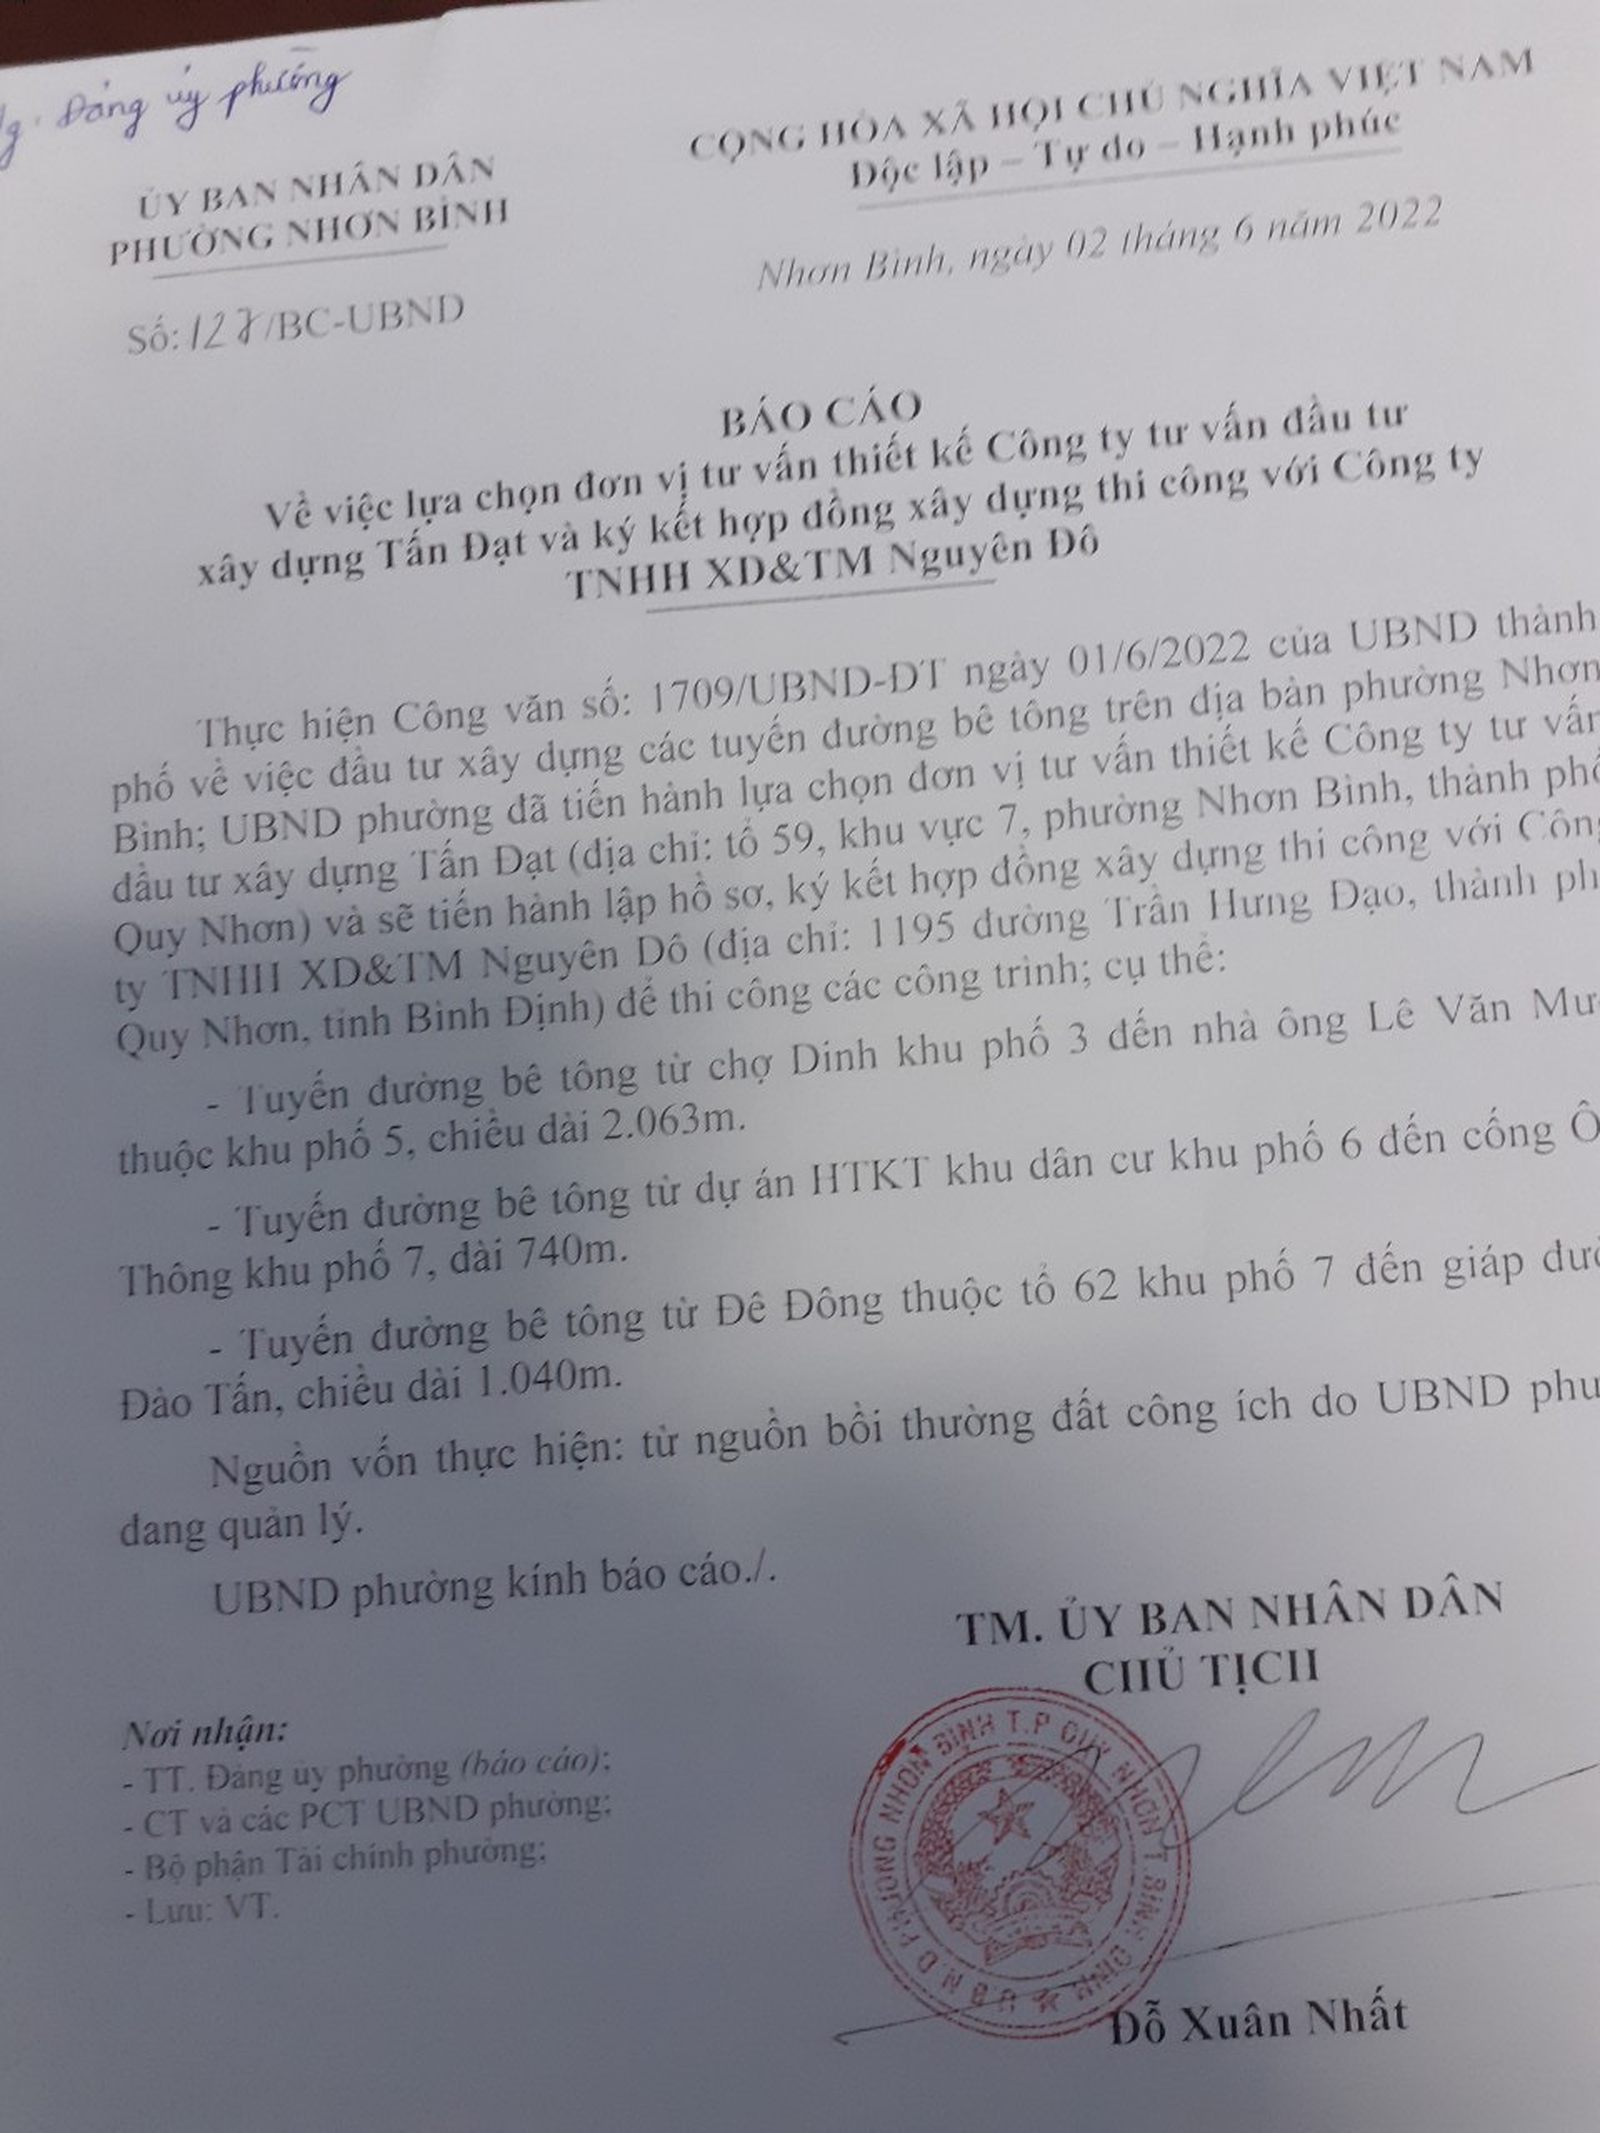 Đảng ủy phường
ỦY BAN NHÂN DÂN
PHƯỜNG NHƠN BÌNH
CỘNG HÒA XÃ HỘI CHỦ NGHĨA VIỆT NAM
Độc lập – Tự do – Hạnh phúc
Số: 127/BC-UBND
Nhơn Bình, ngày 02 tháng 6 năm 2022
BÁO CÁO
Về việc lựa chọn đơn vị tư vấn thiết kế Công ty tư vấn đầu tư
xây dựng Tấn Đạt và ký kết hợp đồng xây dựng thi công với Công ty
TNHH XD&TM Nguyên Đô
Thực hiện Công văn số: 1709/UBND-ĐT ngày 01/6/2022 của UBND thành
phố về việc đầu tư xây dựng các tuyến đường bê tông trên địa bàn phường Nhơn
Bình; UBND phường đã tiến hành lựa chọn đơn vị tư vấn thiết kế Công ty tư vấn
đầu tư xây dựng Tấn Đạt (địa chỉ: tổ 59, khu vực 7, phường Nhơn Bình, thành phố
Quy Nhơn) và sẽ tiến hành lập hồ sơ, ký kết hợp đồng xây dựng thi công với Công
ty TNHH XD&TM Nguyên Đô (địa chỉ: 1195 đường Trần Hưng Đạo, thành ph
Quy Nhơn, tỉnh Bình Định) để thi công các công trình; cụ thể:
- Tuyến đường bê tông từ chợ Dinh khu phố 3 đến nhà ông Lê Văn Mư
thuộc khu phố 5, chiều dài 2.063m.
- Tuyến đường bê tông từ dự án HTKT khu dân cư khu phố 6 đến cống Ô
Thông khu phố 7, dài 740m.
- Tuyến đường bê tông từ Đê Đông thuộc tổ 62 khu phố 7 đến giáp đườ
Đào Tấn, chiều dài 1.040m.
Nguồn vốn thực hiện: từ nguồn bồi thường đất công ích do UBND phư
đang quản lý.
UBND phường kính báo cáo./.
TM. ỦY BAN NHÂN DÂN
CHỦ TỊCH
Nơi nhận:
- TT. Đảng ủy phường (báo cáo);
- CT và các PCT UBND phường;
- Bộ phận Tài chính phường;
- Lưu: VT.
U.B.N.D PHƯỜNG NHƠN BÌNH T.P QUY NHƠN T.BÌNH ĐỊNH
Đỗ Xuân Nhất